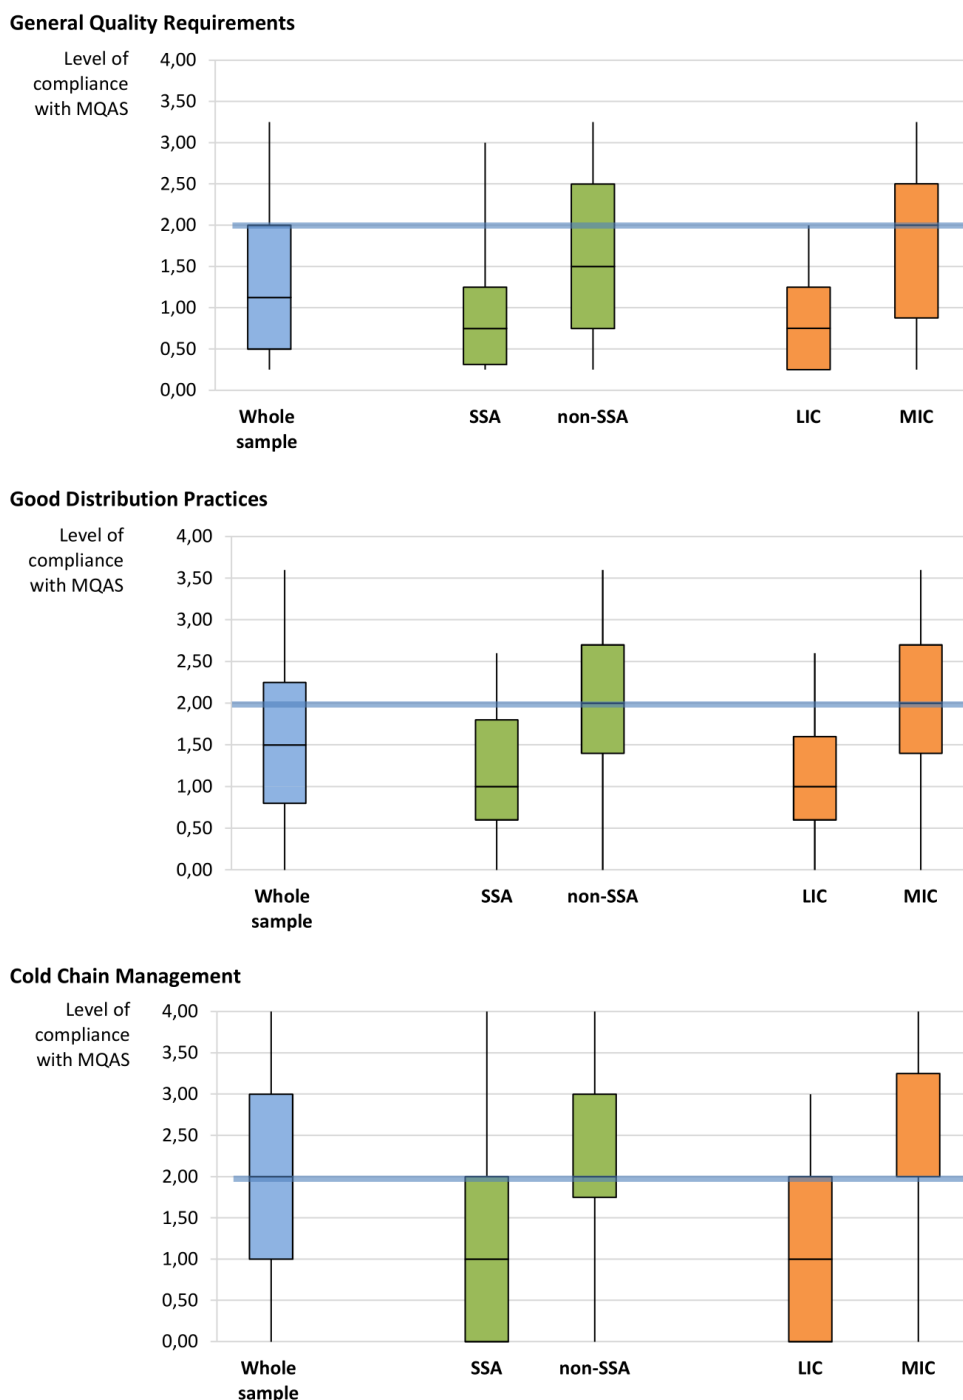 General Quality Requirements
Level of
compliance
with MQAS
4,00
3,50
3,00
2,50
2,00
1,50
1,00
0,50
0,00
Whole
sample
SSA
non-SSA
LIC
MIC
Good Distribution Practices
Level of
compliance
with MQAS
4,00
3,50
3,00
2,50
2,00
1,50
1,00
0,50
0,00
Whole
sample
SSA
non-SSA
LIC
MIC
Cold Chain Management
Level of
compliance
with MQAS
4,00
3,50
3,00
2,50
2,00
1,50
1,00
0,50
0,00
Whole
sample
SSA
non-SSA
LIC
MIC